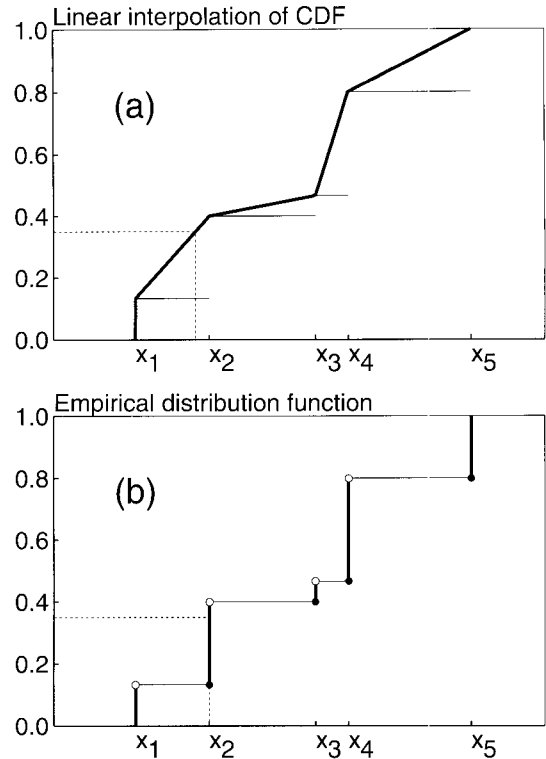 Linear interpolation of CDF
1.0
(a)
0.8
0.6
0.4
0.2
0.0
x1 x2 x3 x4 x5
Empirical distribution function
1.0
(b)
0.8
0.6
0.4
0.2
0.0
x1 x2 x3 x4 x5